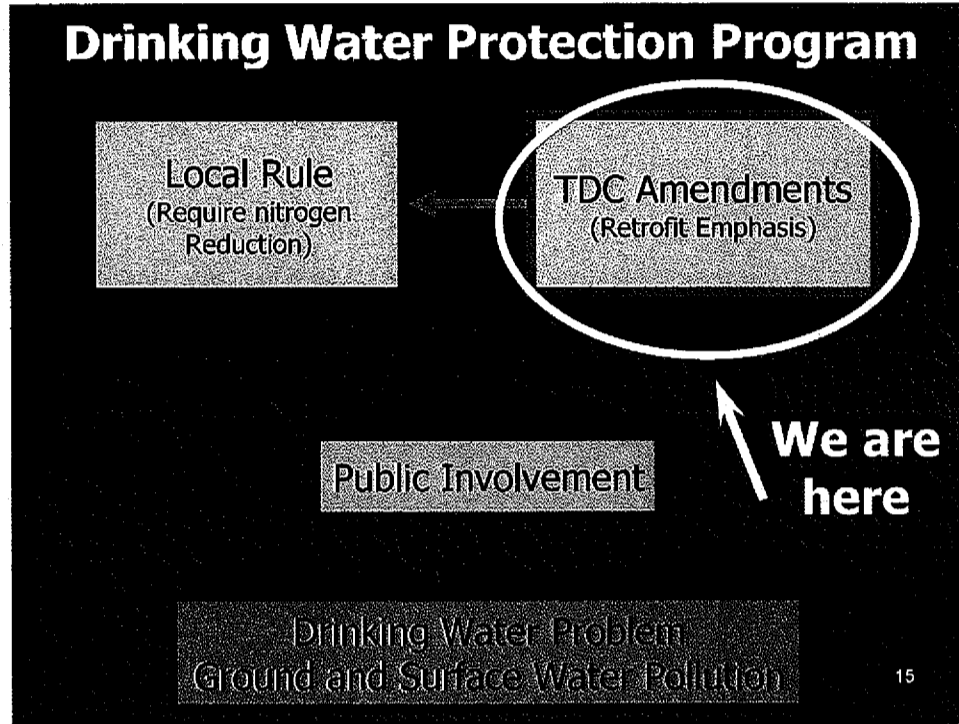 Drinking Water Protection Program
Local Rule
(Require nitrogen
Reduction)
TDC Amendments
(Retrofit Emphasis)
We are
here
Public Involvement
Drinking Water Problem
Ground and Surface Water Pollution
15